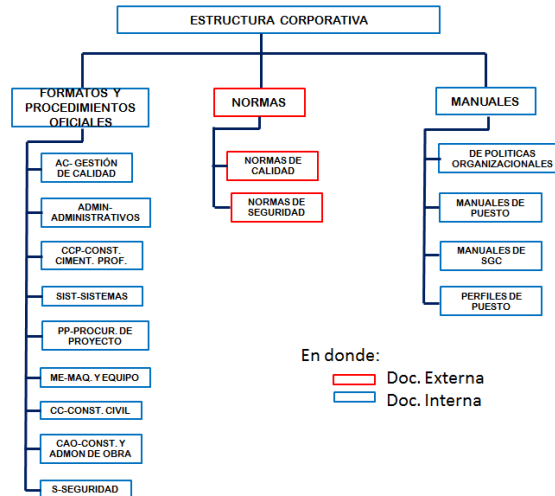 ESTRUCTURA CORPORATIVA
FORMATOS Y
PROCEDIMIENTOS
OFICIALES
NORMAS
MANUALES
AC- GESTIÓN
DE CALIDAD
ADMIN-
ADMINISTRATIVOS
CCP-CONST.
CIMENT. PROF.
SIST-SISTEMAS
PP-PROCUR. DE
PROYECTO
ME-MAQ. Y EQUIPO
CC-CONST. CIVIL
CAO-CONST. Y
ADMON DE OBRA
S-SEGURIDAD
NORMAS DE
CALIDAD
NORMAS DE
SEGURIDAD
DE POLITICAS
ORGANIZACIONALES
MANUALES DE
PUESTO
MANUALES DE
SGC
PERFILES DE
PUESTO
En donde:
Doc. Externa
Doc. Interna